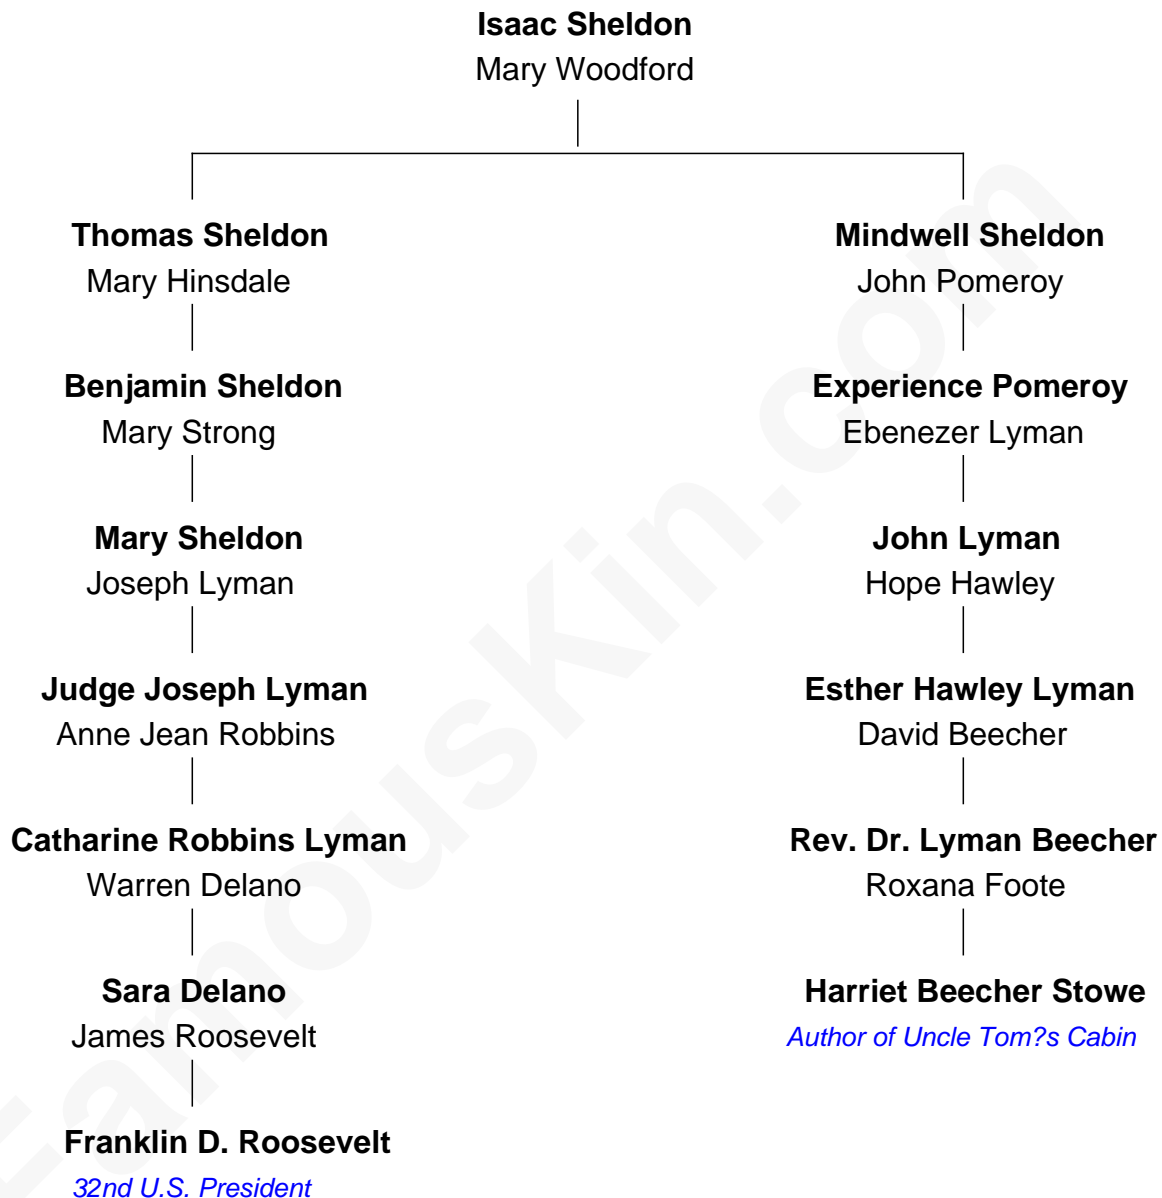 Isaac Sheldon
Mary Woodford
Thomas Sheldon
Mary Hinsdale
Mindwell Sheldon
John Pomeroy
Benjamin Sheldon
Mary Strong
Experience Pomeroy
Ebenezer Lyman
Mary Sheldon
Joseph Lyman
John Lyman
Hope Hawley
Judge Joseph Lyman
Anne Jean Robbins
Esther Hawley Lyman
David Beecher
Catharine Robbins Lyman
Warren Delano
Rev. Dr. Lyman Beecher
Roxana Foote
Sara Delano
James Roosevelt
Harriet Beecher Stowe
Author of Uncle Tom?s Cabin
Franklin D. Roosevelt
32nd U.S. President
FamousKin.com